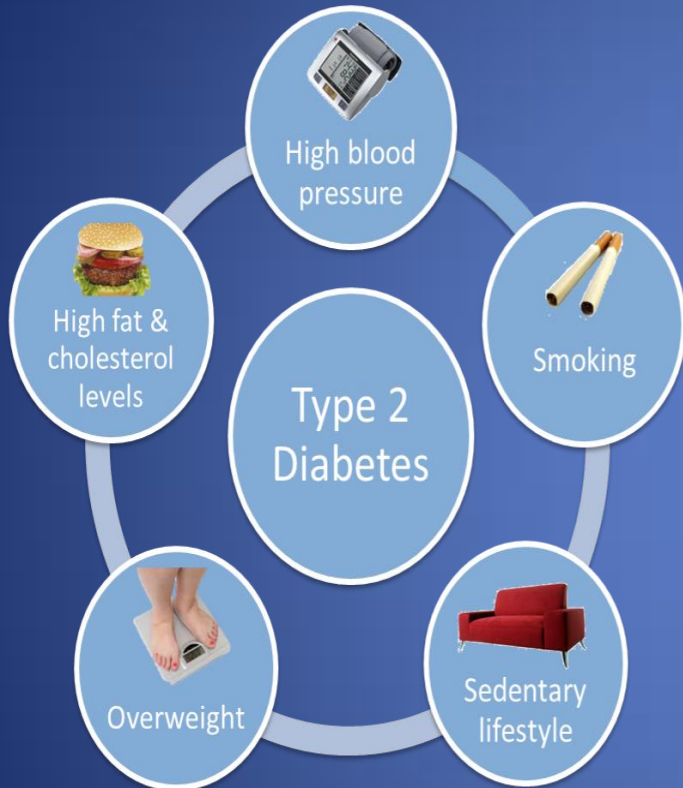 High blood
pressure
Smoking
Sedentary
lifestyle
Overweight
High fat &
cholesterol
levels
Type 2
Diabetes